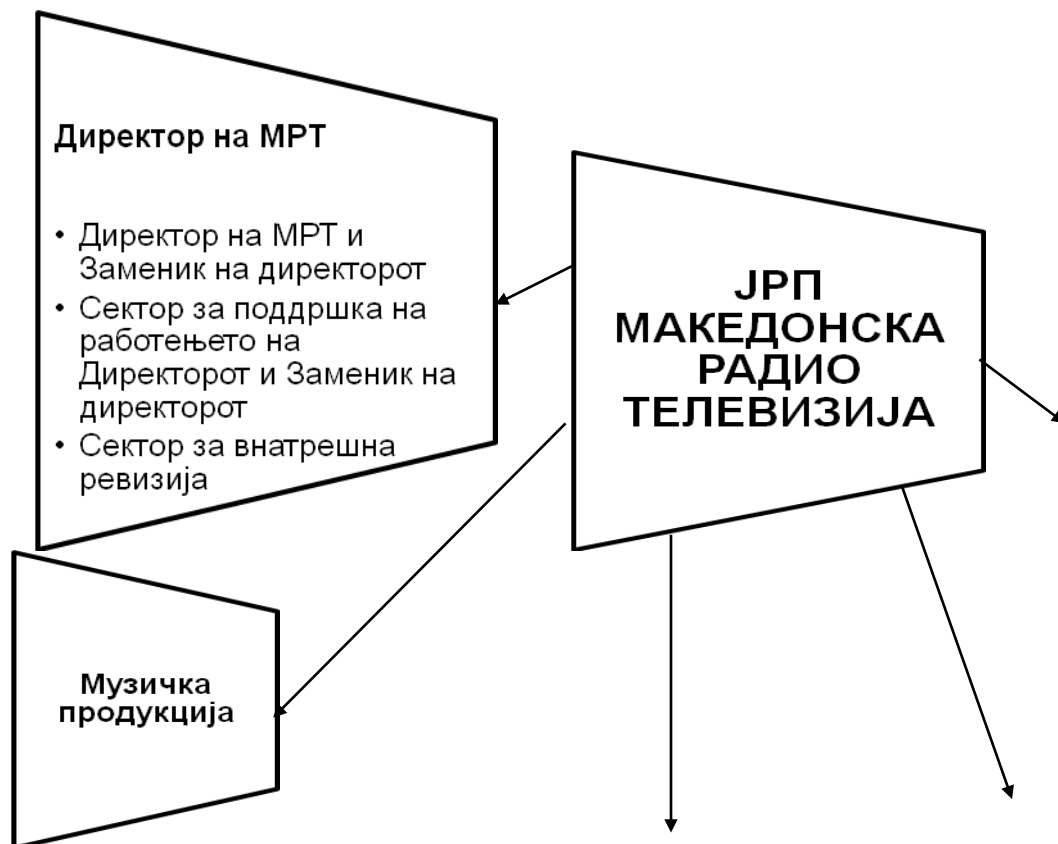 Директор на МРТ
• Директор на МРТ и
Заменик на директорот
• Сектор за поддршка на
работењето на
Директорот и Заменик на
директорот
• Сектор за внатрешна
ревизија
ЈРП
МАКЕДОНСКА
РАДИО
ТЕЛЕВИЗИЈА
Музичка
продукција